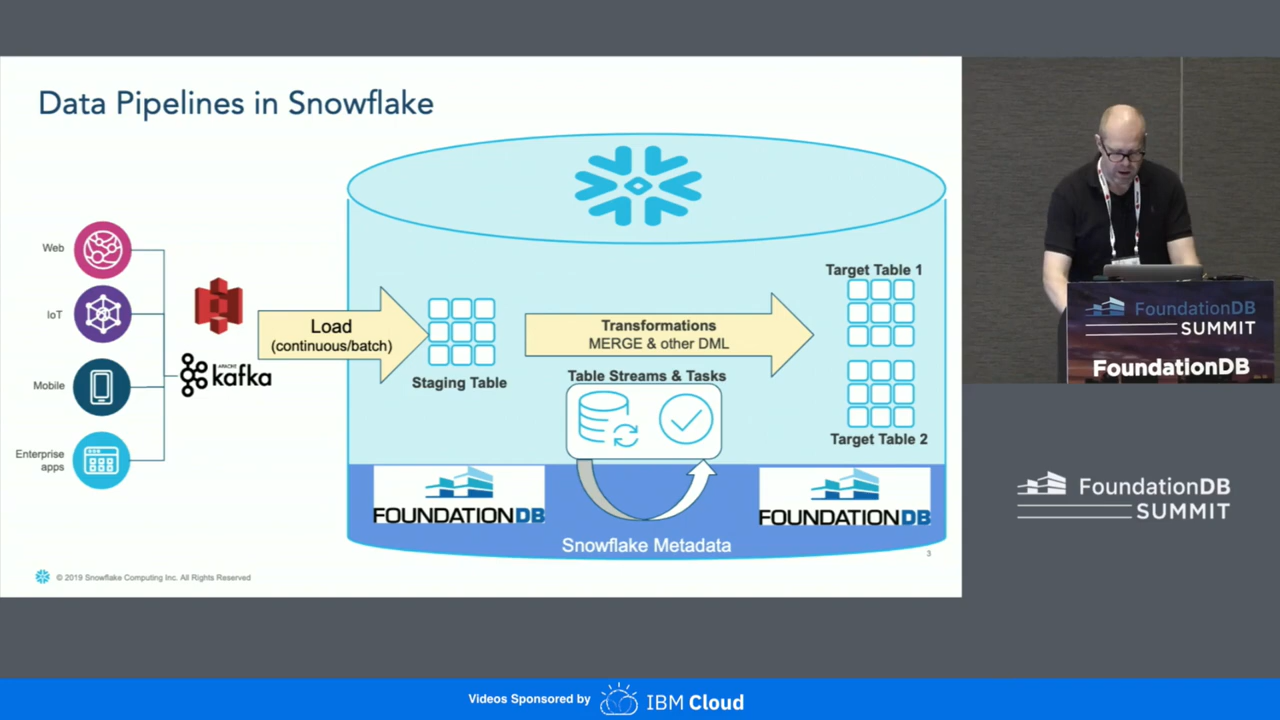 Data Pipelines in Snowflake
Web
IoT
Mobile
Enterprise
apps
APACHE
kafka
Load
(continuous/batch)
Staging Table
Transformations
MERGE & other DML
Table Streams & Tasks
Target Table 1
Target Table 2
FOUNDATIONDB
FOUNDATIONDB
Snowflake Metadata
3
© 2019 Snowflake Computing Inc. All Rights Reserved
FoundationDB
SUMMIT
FoundationDB
FoundationDB
SUMMIT
Videos Sponsored by
IBM Cloud